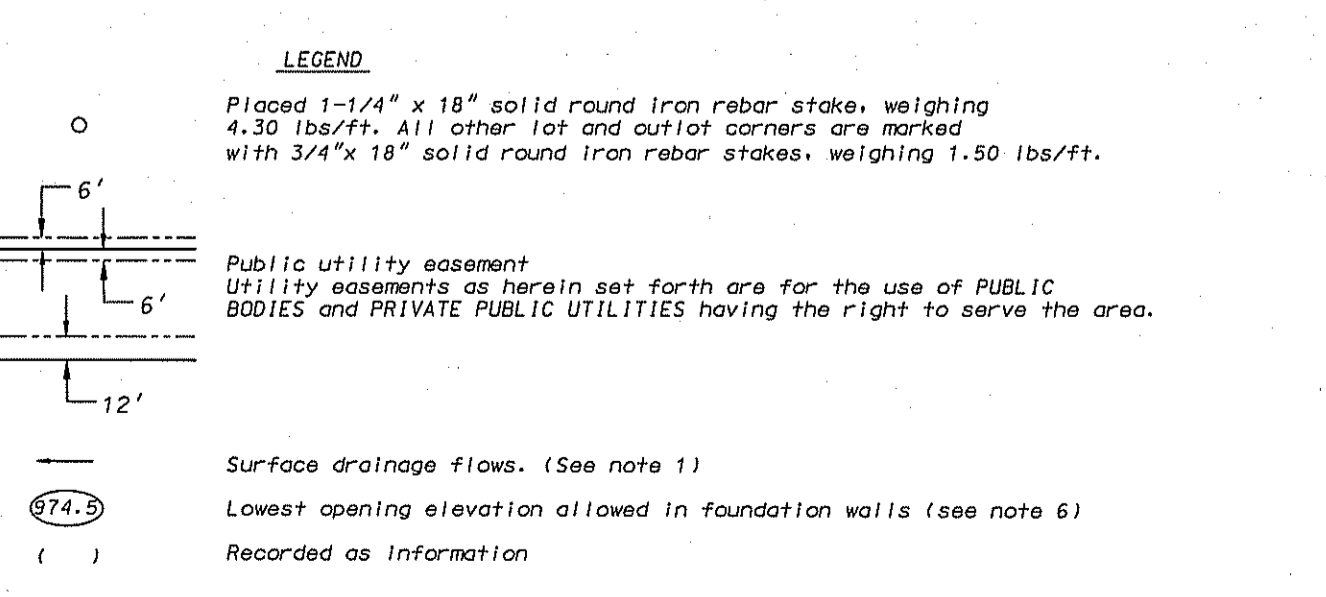 LEGEND
Placed 1-1/4" x 18" solid round iron rebar stake, weighing
4.30 lbs/ft. All other lot and outlot corners are marked
with 3/4"x 18" solid round iron rebar stakes, weighing 1.50 lbs/ft.
6'
Public utility easement
Utility easements as herein set forth are for the use of PUBLIC
6'
BODIES and PRIVATE PUBLIC UTILITIES having the right to serve the area.
12'
Surface drainage flows. (See note 1)
974.5 Lowest opening elevation allowed in foundation walls (see note 6)
( ) Recorded as information